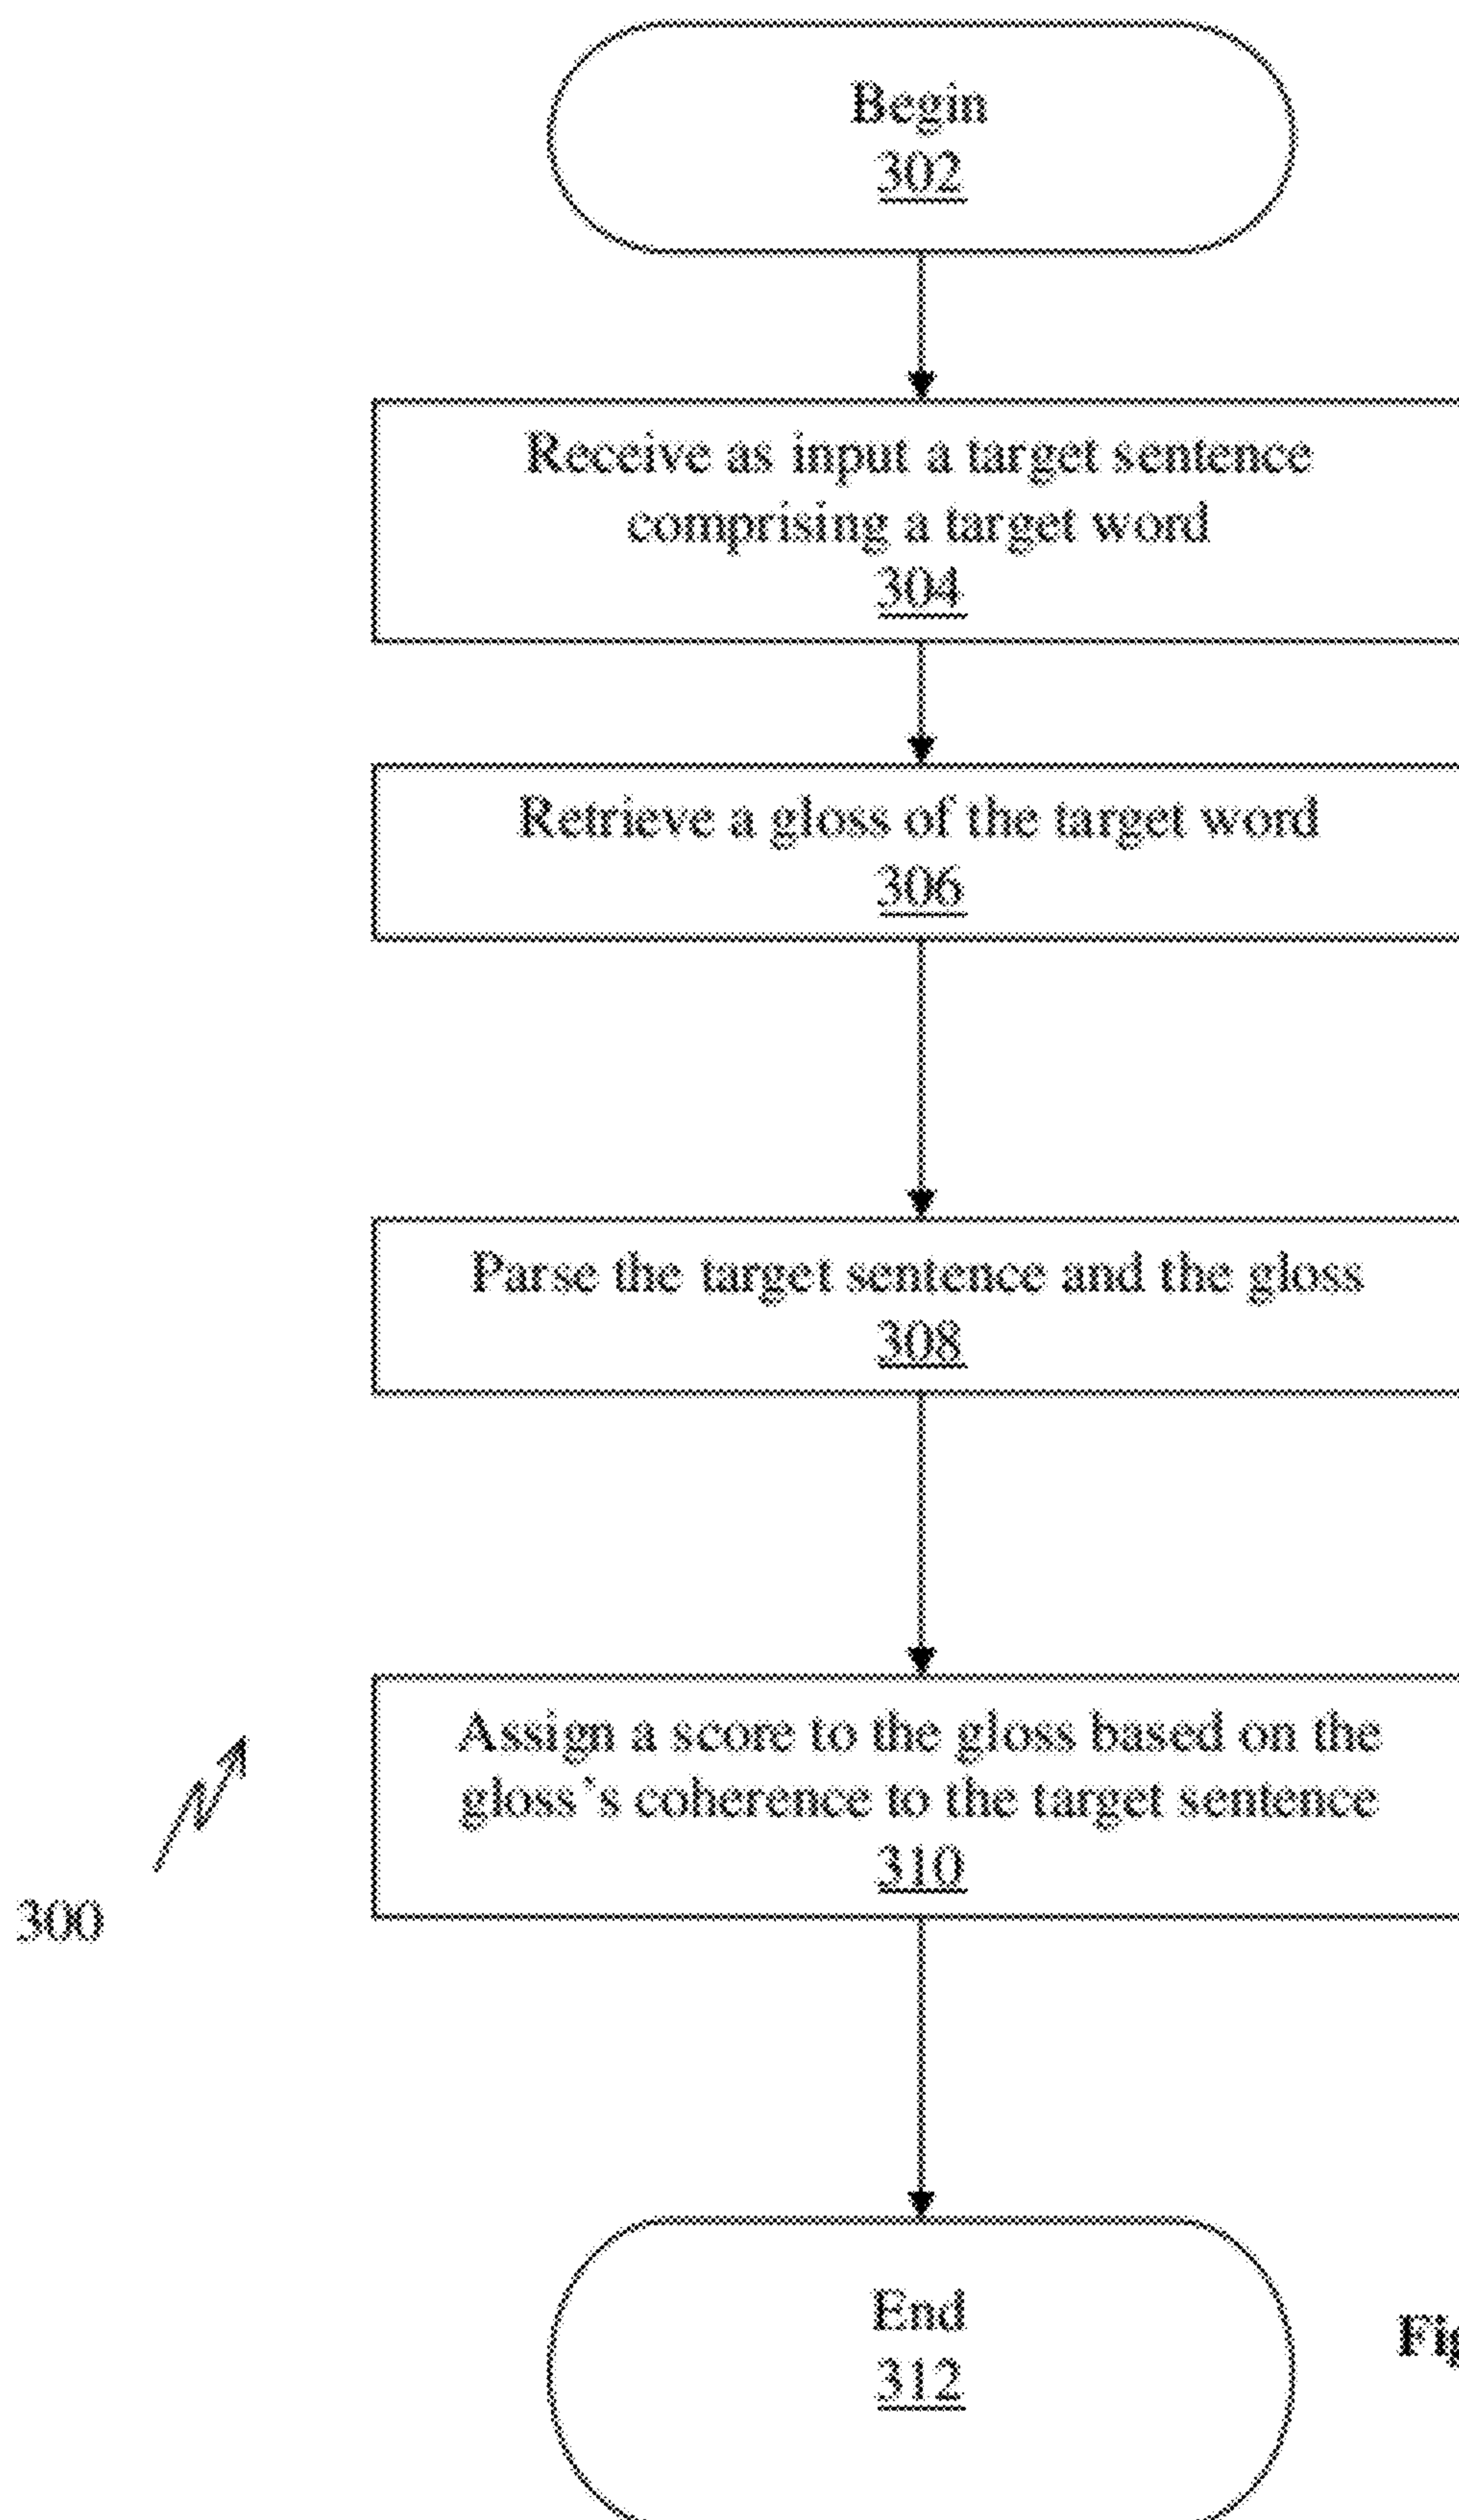 Begin
302
Receive as input a target sentence
comprising a target word
304
Retrieve a gloss of the target word
306
Parse the target sentence and the gloss
308
Assign a score to the gloss based on the
gloss's coherence to the target sentence
310
300
End
312